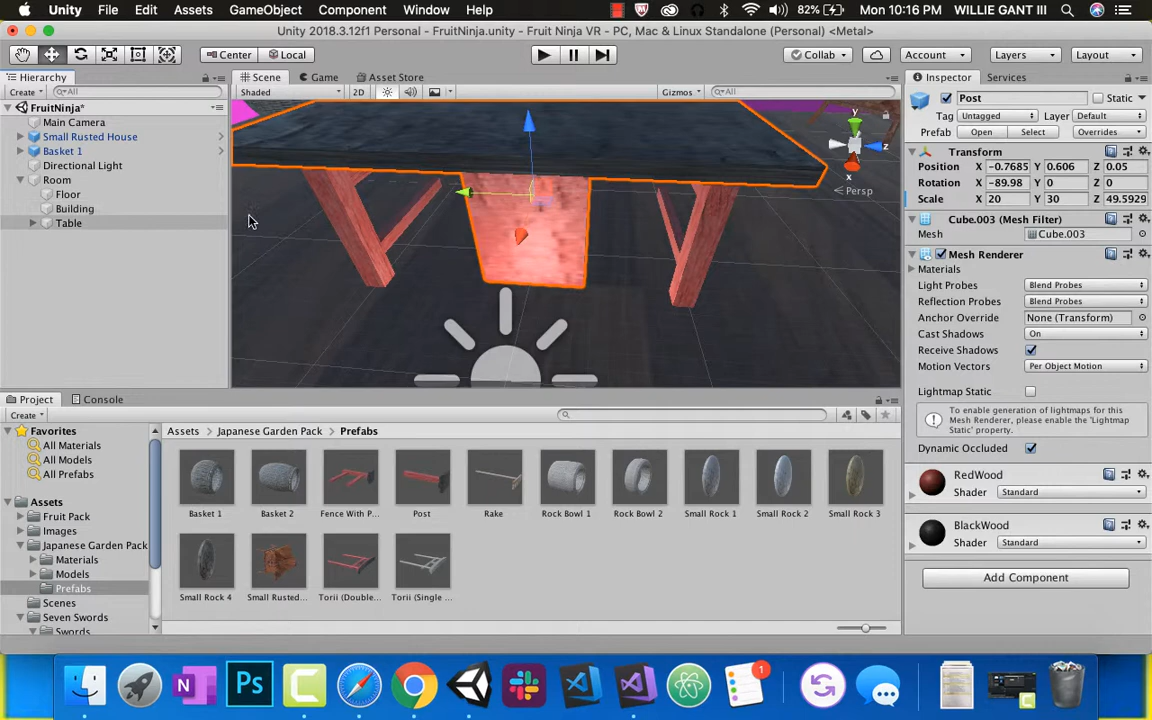 Unity File Edit Assets GameObject Component Window Help 82% Mon 10:16 PM WILLIE GANT III
Unity 2018.3.12f1 Personal - FruitNinja.unity - Fruit Ninja VR - PC, Mac & Linux Standalone (Personal) <Metal>
Center Local Collab Account Layers Layout
Hierarchy Scene Game Asset Store Inspector Services
Create All Shaded 2D Gizmos All
FruitNinja*
Main Camera
Small Rusted House
Basket 1
Directional Light
Room
Floor
Building
Table
y
z
x
Persp
Post Static
Untagged Layer Default
Tag
Prefab Open Select Overrides
Transform
Position X -0.7685 Y 0.606 Z 0.05
Rotation X -89.98 Y 0 Z 0
Scale X 20 Y 30 Z 49.5929
Cube.003 (Mesh Filter)
Mesh Cube.003
Mesh Renderer
Materials
Light Probes Blend Probes
Reflection Probes Blend Probes
Anchor Override None (Transform)
Cast Shadows On
Receive Shadows
Motion Vectors Per Object Motion
Lightmap Static
To enable generation of lightmaps for this
Mesh Renderer, please enable the 'Lightmap
Static' property.
Dynamic Occluded
RedWood
Shader Standard
BlackWood
Shader Standard
Add Component
Project Console
Create
Favorites
All Materials
All Models
All Prefabs
Assets
Fruit Pack
Images
Japanese Garden Pack
Materials
Models
Prefabs
Scenes
Seven Swords
Swords
Assets Japanese Garden Pack Prefabs
Basket 1 Basket 2 Fence With P... Post Rake Rock Bowl 1 Rock Bowl 2 Small Rock 1 Small Rock 2 Small Rock 3
Small Rock 4 Small Rusted... Torii (Double... Torii (Single ...
N Ps C 1